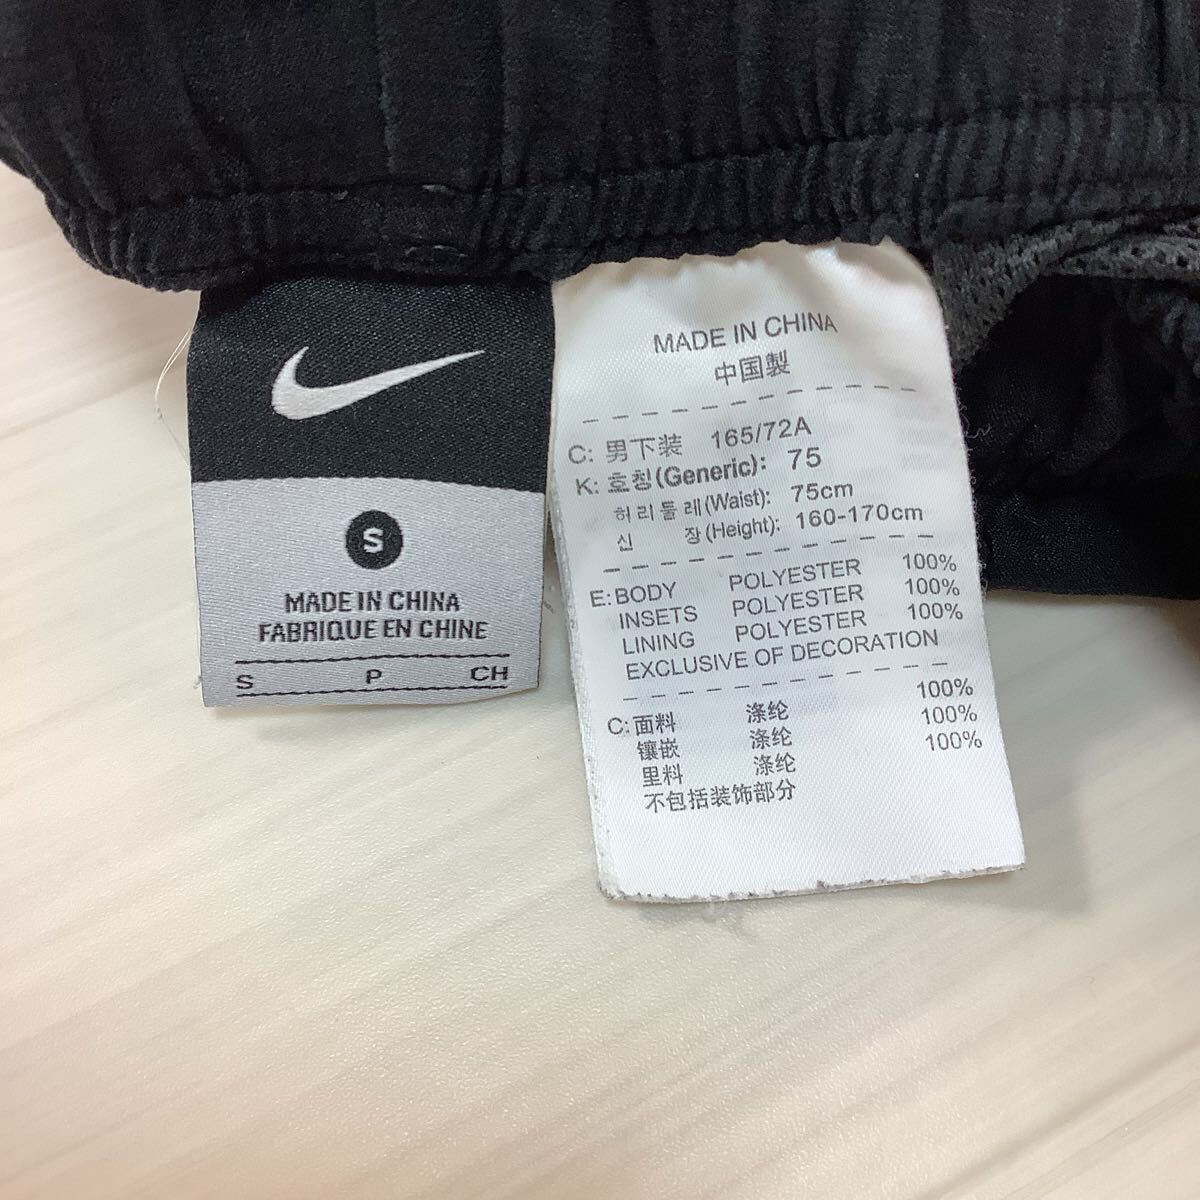 S
MADE IN CHINA
FABRIQUE EN CHINE
S P CH
MADE IN CHINA
中国製
C: 男下装 165/72A
K: 호칭(Generic): 75
허리둘레(Waist): 75cm
신 장(Height): 160-170cm
E: BODY POLYESTER 100%
INSETS POLYESTER 100%
LINING POLYESTER 100%
EXCLUSIVE OF DECORATION
C: 面料 涤纶 100%
镶嵌 涤纶 100%
里料 涤纶 100%
不包括装饰部分